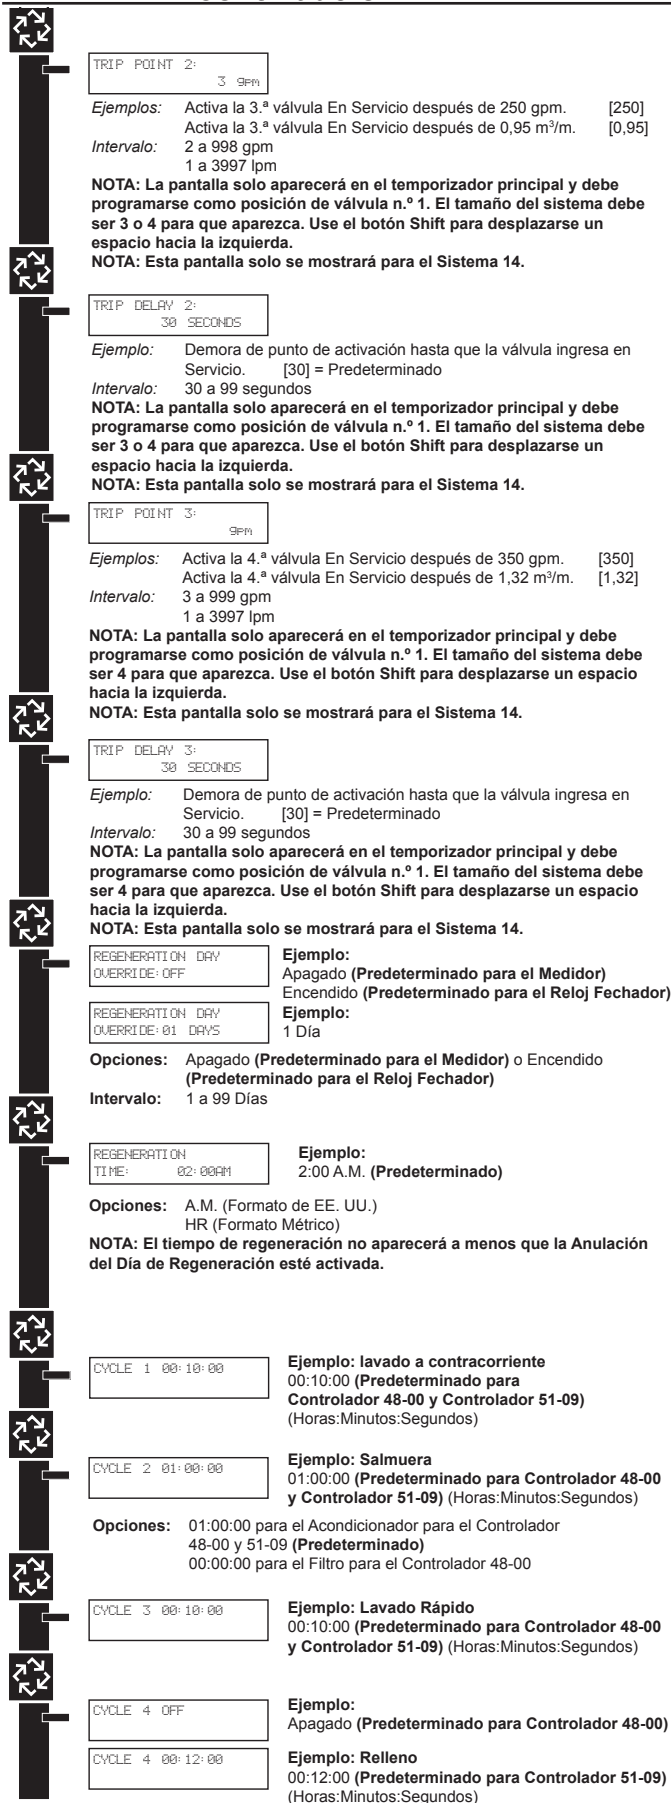 TRIP POINT 2:
3 gpm
Ejemplos: Activa la 3.ª válvula En Servicio después de 250 gpm. [250]
Activa la 3.ª válvula En Servicio después de 0,95 m³/m. [0,95]
Intervalo: 2 a 998 gpm
1 a 3997 lpm
NOTA: La pantalla solo aparecerá en el temporizador principal y debe
programarse como posición de válvula n.º 1. El tamaño del sistema debe
ser 3 o 4 para que aparezca. Use el botón Shift para desplazarse un
espacio hacia la izquierda.
NOTA: Esta pantalla solo se mostrará para el Sistema 14.
TRIP DELAY 2:
30 SECONDS
Ejemplo: Demora de punto de activación hasta que la válvula ingresa en
Servicio. [30] = Predeterminado
Intervalo: 30 a 99 segundos
NOTA: La pantalla solo aparecerá en el temporizador principal y debe
programarse como posición de válvula n.º 1. El tamaño del sistema debe
ser 3 o 4 para que aparezca. Use el botón Shift para desplazarse un
espacio hacia la izquierda.
NOTA: Esta pantalla solo se mostrará para el Sistema 14.
TRIP POINT 3:
gpm
Ejemplos: Activa la 4.ª válvula En Servicio después de 350 gpm. [350]
Activa la 4.ª válvula En Servicio después de 1,32 m³/m. [1,32]
Intervalo: 3 a 999 gpm
1 a 3997 lpm
NOTA: La pantalla solo aparecerá en el temporizador principal y debe
programarse como posición de válvula n.º 1. El tamaño del sistema debe
ser 4 para que aparezca. Use el botón Shift para desplazarse un espacio
hacia la izquierda.
NOTA: Esta pantalla solo se mostrará para el Sistema 14.
TRIP DELAY 3:
30 SECONDS
Ejemplo: Demora de punto de activación hasta que la válvula ingresa en
Servicio. [30] = Predeterminado
Intervalo: 30 a 99 segundos
NOTA: La pantalla solo aparecerá en el temporizador principal y debe
programarse como posición de válvula n.º 1. El tamaño del sistema debe
ser 4 para que aparezca. Use el botón Shift para desplazarse un espacio
hacia la izquierda.
NOTA: Esta pantalla solo se mostrará para el Sistema 14.
REGENERATION DAY
OVERRIDE:OFF
Ejemplo:
Apagado (Predeterminado para el Medidor)
Encendido (Predeterminado para el Reloj Fechador)
REGENERATION DAY
OVERRIDE:01 DAYS
Ejemplo:
1 Día
Opciones: Apagado (Predeterminado para el Medidor) o Encendido
(Predeterminado para el Reloj Fechador)
Intervalo: 1 a 99 Días
REGENERATION
TIME: 02:00AM
Ejemplo:
2:00 A.M. (Predeterminado)
Opciones: A.M. (Formato de EE. UU.)
HR (Formato Métrico)
NOTA: El tiempo de regeneración no aparecerá a menos que la Anulación
del Día de Regeneración esté activada.
CYCLE 1 00:10:00
Ejemplo: lavado a contracorriente
00:10:00 (Predeterminado para
Controlador 48-00 y Controlador 51-09)
(Horas:Minutos:Segundos)
CYCLE 2 01:00:00
Ejemplo: Salmuera
01:00:00 (Predeterminado para Controlador 48-00
y Controlador 51-09) (Horas:Minutos:Segundos)
Opciones: 01:00:00 para el Acondicionador para el Controlador
48-00 y 51-09 (Predeterminado)
00:00:00 para el Filtro para el Controlador 48-00
CYCLE 3 00:10:00
Ejemplo: Lavado Rápido
00:10:00 (Predeterminado para Controlador 48-00
y Controlador 51-09) (Horas:Minutos:Segundos)
CYCLE 4 OFF
Ejemplo:
Apagado (Predeterminado para Controlador 48-00)
CYCLE 4 00:12:00
Ejemplo: Relleno
00:12:00 (Predeterminado para Controlador 51-09)
(Horas:Minutos:Segundos)